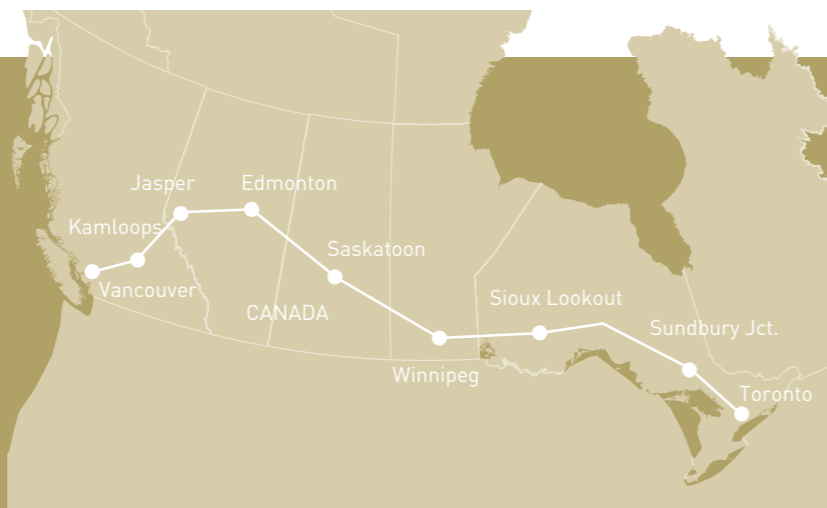 Jasper
Edmonton
Kamloops
Saskatoon
Vancouver
Sioux Lookout
CANADA
Sundbury Jct.
Winnipeg
Toronto